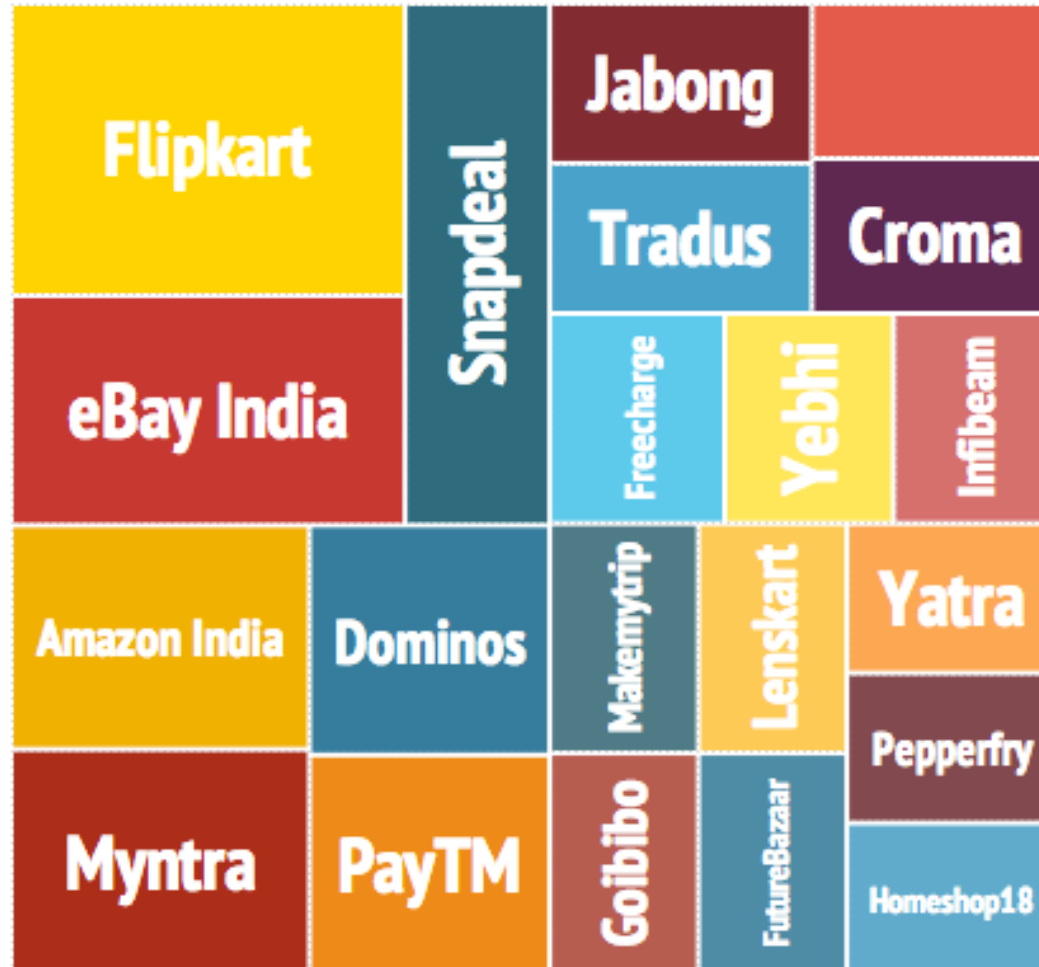 Flipkart
eBay India
Snapdeal
Jabong
Tradus
Croma
Freecharge
Yebhi
Infibeam
Amazon India
Dominos
Myntra
PayTM
Makemytrip
Lenskart
Yatra
Pepperfry
Goibibo
FutureBazaar
Homeshop18